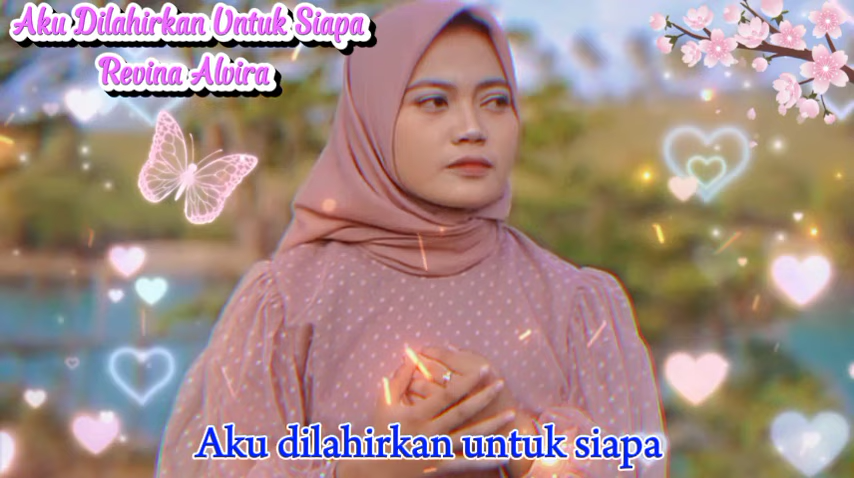 Aku Dilahirkan Untuk Siapa
Revina Alvira
Aku dilahirkan untuk siapa